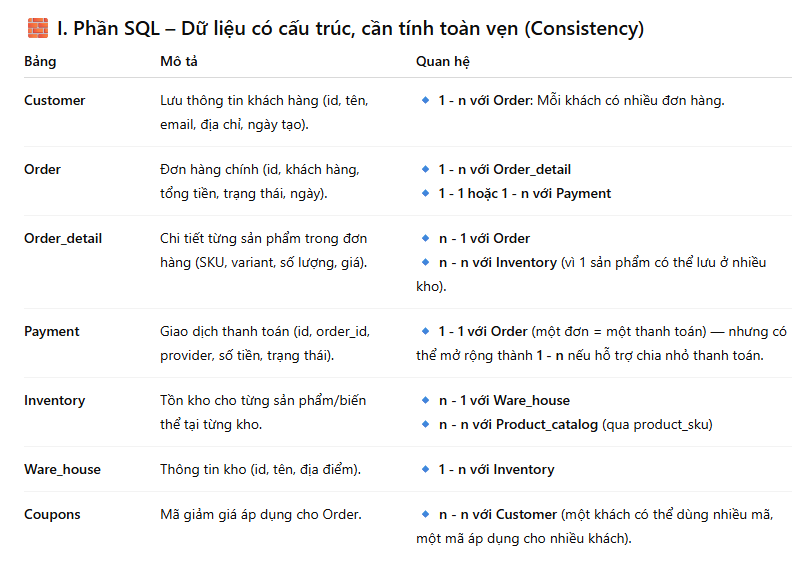 I. Phần SQL – Dữ liệu có cấu trúc, cần tính toàn vẹn (Consistency)
Bảng Mô tả Quan hệ
Customer Lưu thông tin khách hàng (id, tên, 1 - n với Order: Mỗi khách có nhiều đơn hàng.
email, địa chỉ, ngày tạo).
Order Đơn hàng chính (id, khách hàng, 1 - n với Order_detail
tổng tiền, trạng thái, ngày). 1 - 1 hoặc 1 - n với Payment
Order_detail Chi tiết từng sản phẩm trong đơn n - 1 với Order
hàng (SKU, variant, số lượng, giá). n - n với Inventory (vì 1 sản phẩm có thể lưu ở nhiều
kho).
Payment Giao dịch thanh toán (id, order_id, 1 - 1 với Order (một đơn = một thanh toán) — nhưng có
provider, số tiền, trạng thái). thể mở rộng thành 1 - n nếu hỗ trợ chia nhỏ thanh toán.
Inventory Tồn kho cho từng sản phẩm/biến n - 1 với Ware_house
thể tại từng kho. n - n với Product_catalog (qua product_sku)
Ware_house Thông tin kho (id, tên, địa điểm). 1 - n với Inventory
Coupons Mã giảm giá áp dụng cho Order. n - n với Customer (một khách có thể dùng nhiều mã,
một mã áp dụng cho nhiều khách).